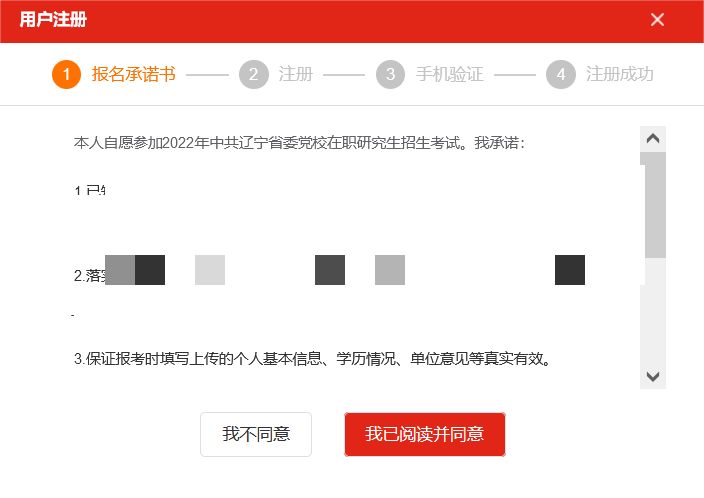 用户注册
1 报名承诺书 2 注册 3 手机验证 4 注册成功
本人自愿参加2022年中共辽宁省委党校在职研究生招生考试。我承诺：
1.已
2.落
3.保证报考时填写上传的个人基本信息、学历情况、单位意见等真实有效。
我不同意 我已阅读并同意